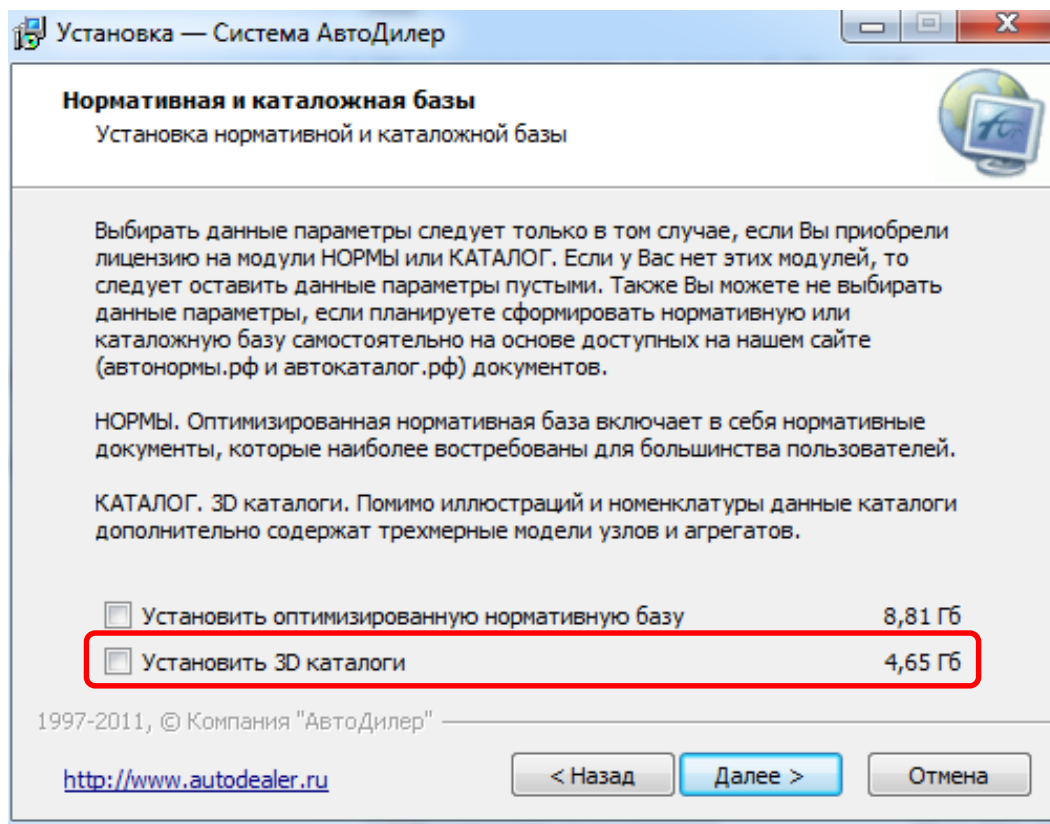 Установка — Система АвтоДилер
Нормативная и каталожная базы
Установка нормативной и каталожной базы
Выбирать данные параметры следует только в том случае, если Вы приобрели
лицензию на модули НОРМЫ или КАТАЛОГ. Если у Вас нет этих модулей, то
следует оставить данные параметры пустыми. Также Вы можете не выбирать
данные параметры, если планируете сформировать нормативную или
каталожную базу самостоятельно на основе доступных на нашем сайте
(автонормы.рф и автокаталог.рф) документов.
НОРМЫ. Оптимизированная нормативная база включает в себя нормативные
документы, которые наиболее востребованы для большинства пользователей.
КАТАЛОГ. 3D каталоги. Помимо иллюстраций и номенклатуры данные каталоги
дополнительно содержат трехмерные модели узлов и агрегатов.
Установить оптимизированную нормативную базу 8,81 Гб
Установить 3D каталоги 4,65 Гб
1997-2011, © Компания "АвтоДилер"
http://www.autodealer.ru < Назад Далее > Отмена